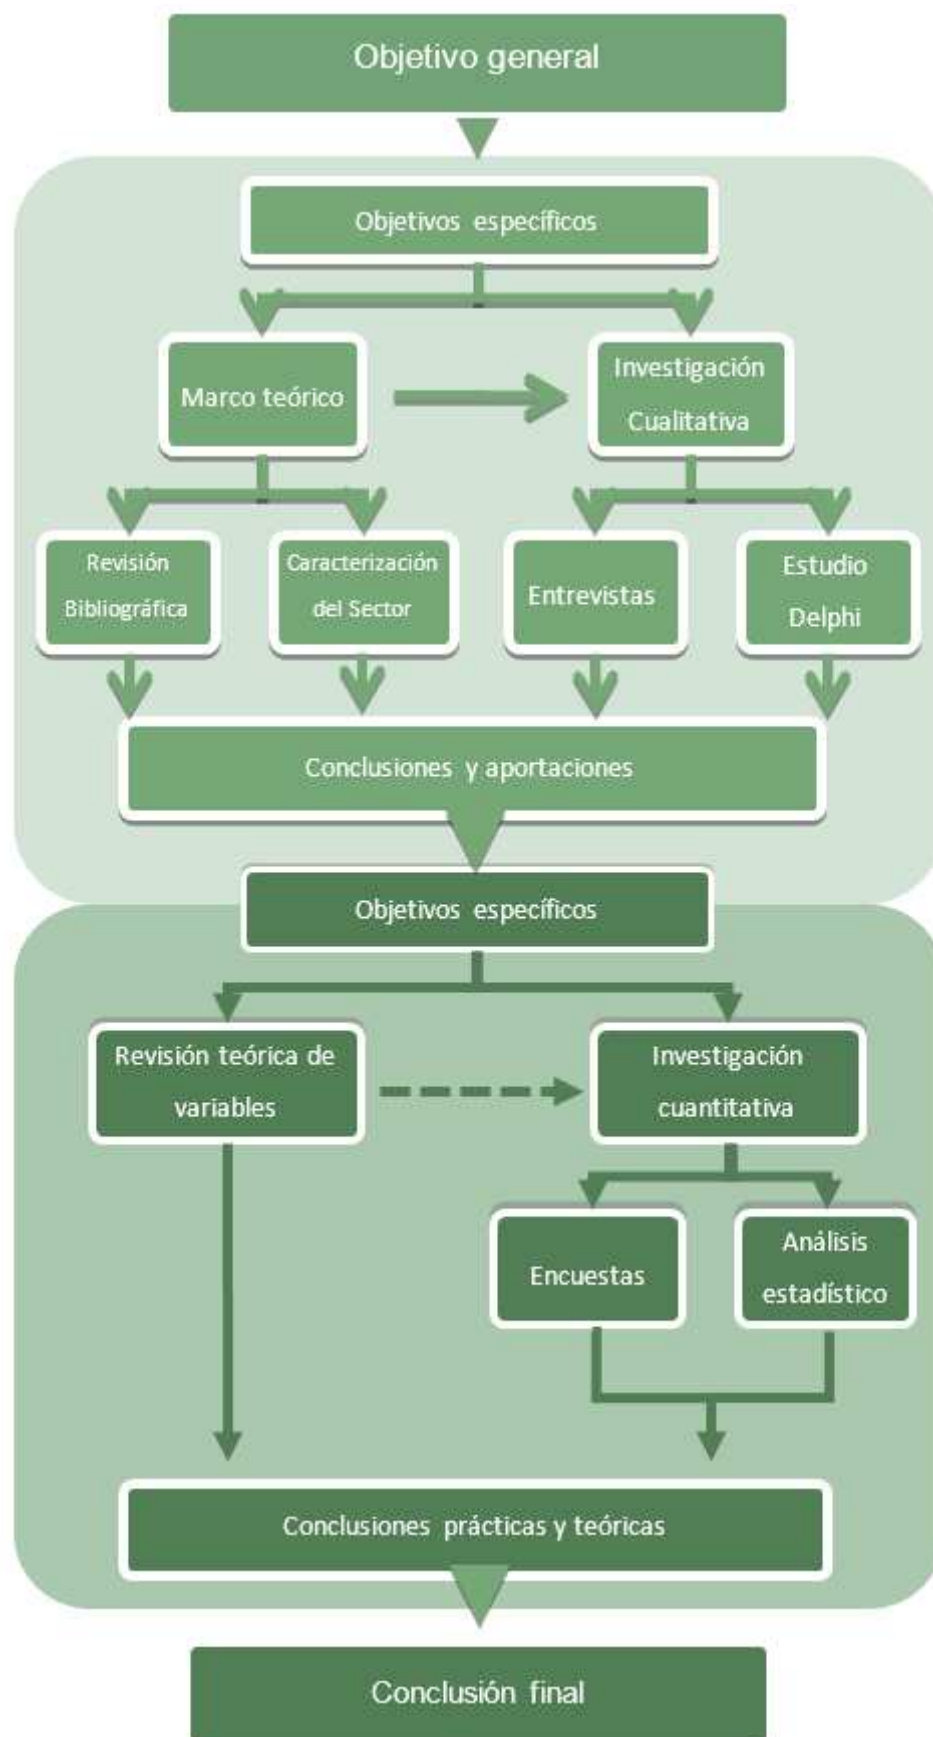 Objetivo general
Objetivos específicos
Marco teórico
Investigación
Cualitativa
Revisión
Bibliográfica
Caracterización
del Sector
Entrevistas
Estudio
Delphi
Conclusiones y aportaciones
Objetivos específicos
Revisión teórica de
variables
Investigación
cuantitativa
Encuestas
Análisis
estadístico
Conclusiones prácticas y teóricas
Conclusión final